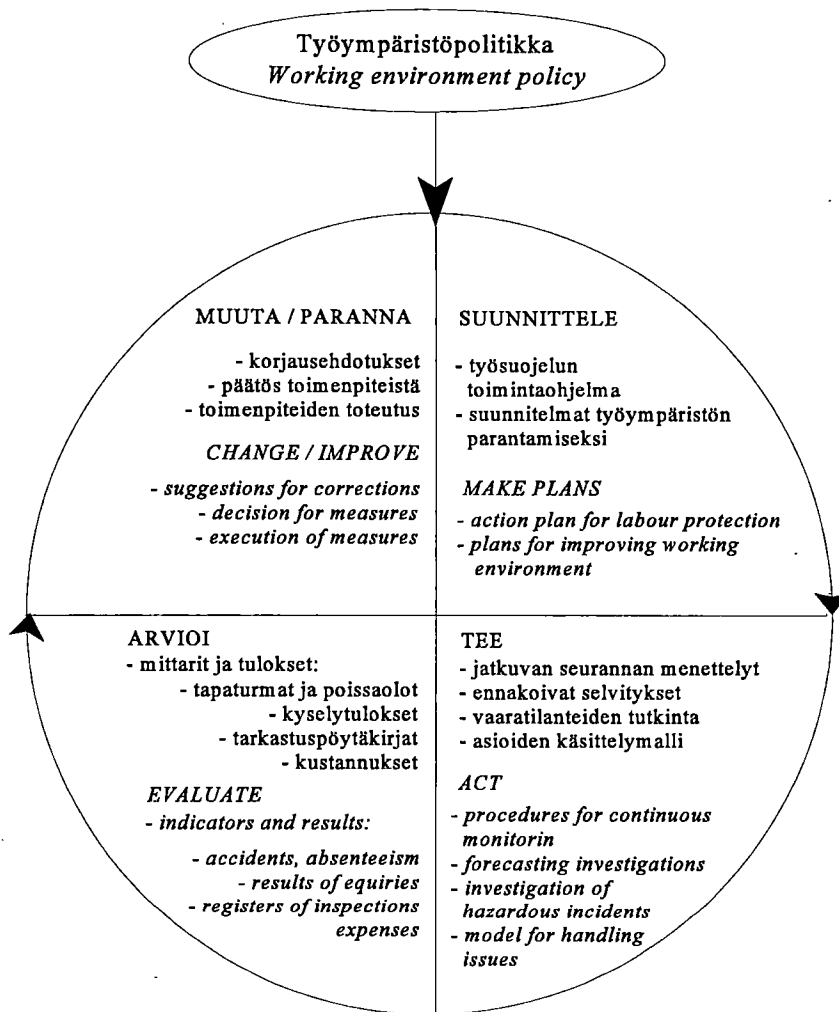 Työympäristöpolitikka
Working environment policy
MUUTA / PARANNA
- korjausehdotukset
- päätös toimenpiteistä
- toimenpiteiden toteutus
CHANGE / IMPROVE
- suggestions for corrections
- decision for measures
- execution of measures
SUUNNITTELE
- työsuojelun
toimintaohjelma
- suunnitelmat työympäristön
parantamiseksi
MAKE PLANS
- action plan for labour protection
- plans for improving working
environment
ARVIOI
- mittarit ja tulokset:
- tapaturmat ja poissaolot
- kyselytulokset
- tarkastuspöytäkirjat
- kustannukset
EVALUATE
- indicators and results:
- accidents, absenteeism
- results of equiries
- registers of inspections
expenses
TEE
- jatkuvan seurannan menettelyt
- ennakoivat selvitykset
- vaaratilanteiden tutkinta
- asioiden käsittelymalli
ACT
- procedures for continuous
monitorin
- forecasting investigations
- investigation of
hazardous incidents
- model for handling
issues